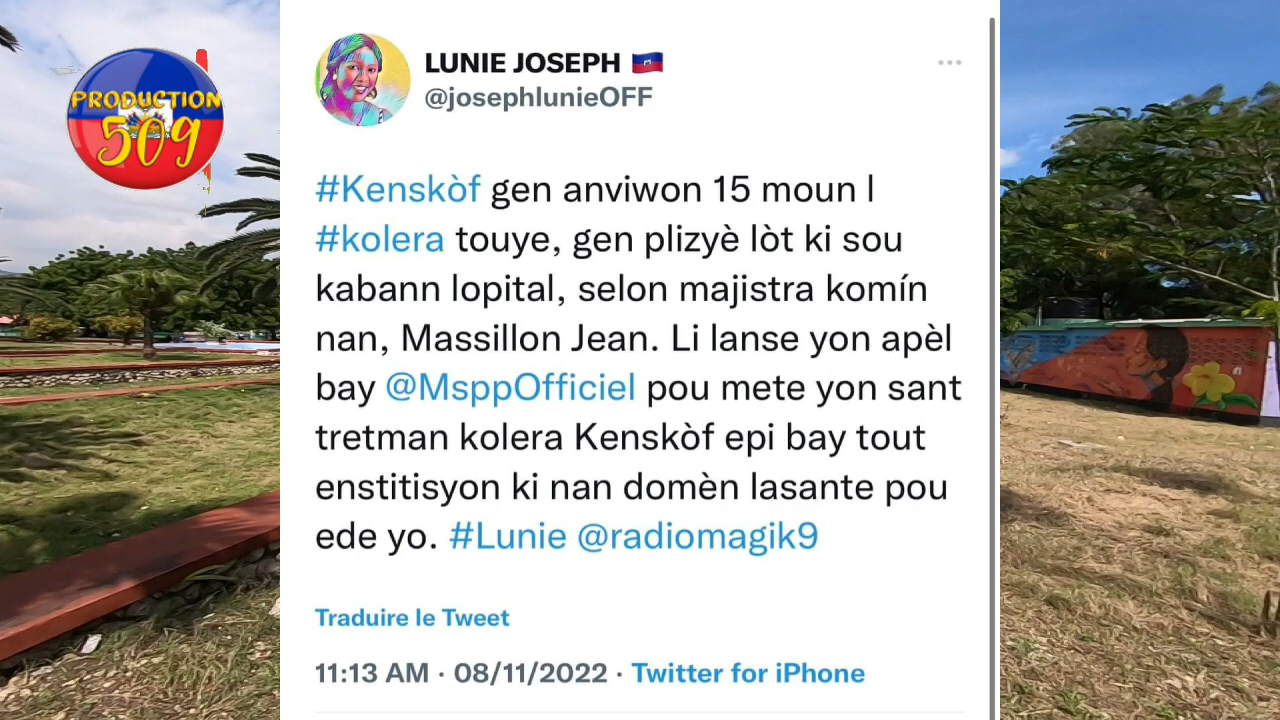 PRODUCTION
509
LUNIE JOSEPH 🇭🇹
@josephlunieOFF
#Kenskòf gen anviwon 15 moun l
#kolera touye, gen plizyè lòt ki sou
kabann lopital, selon majistra komín
nan, Massillon Jean. Li lanse yon apèl
bay @MsppOfficiel pou mete yon sant
tretman kolera Kenskòf epi bay tout
enstitisyon ki nan domèn lasante pou
ede yo. #Lunie @radiomagik9
Traduire le Tweet
11:13 AM · 08/11/2022 · Twitter for iPhone